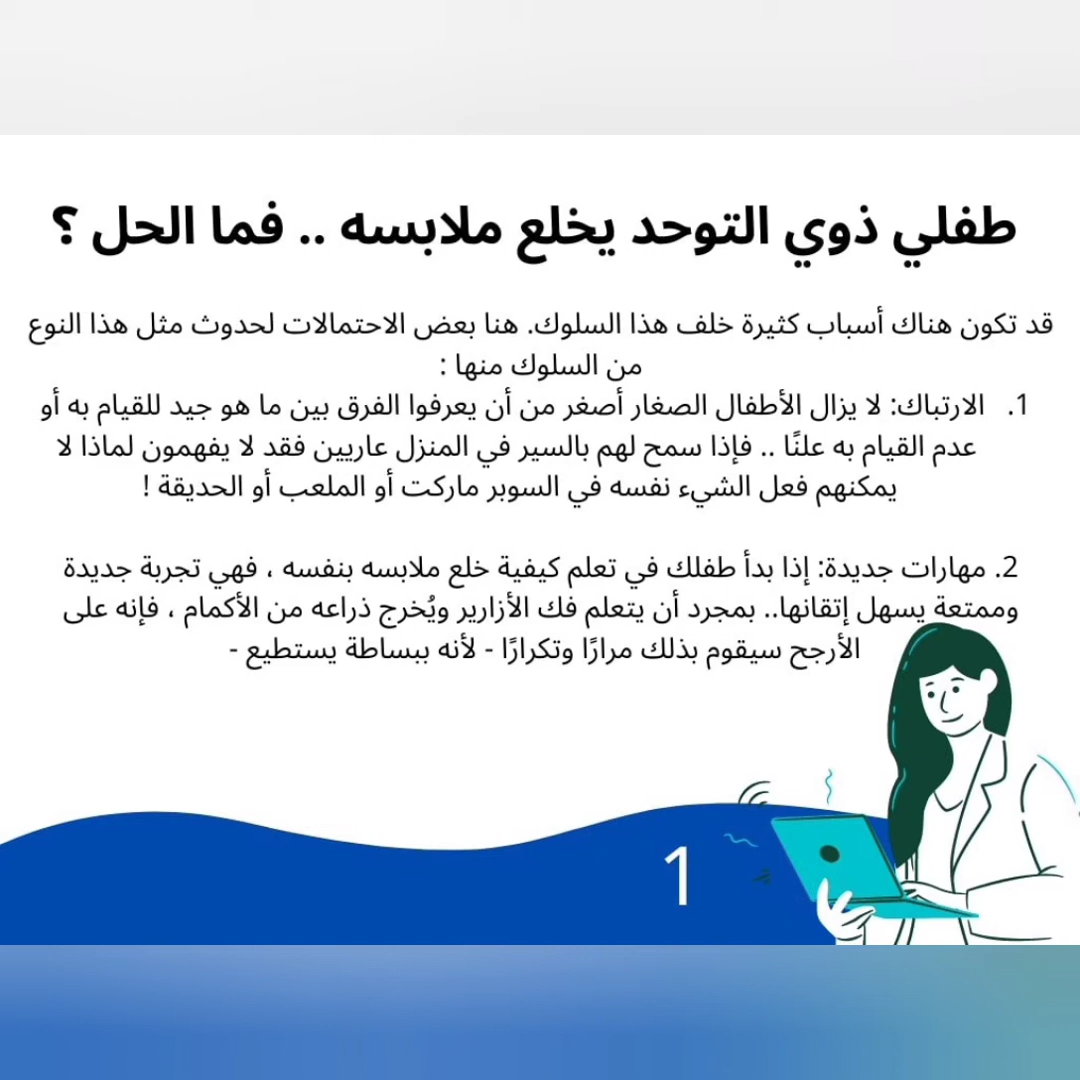 طفلي ذوي التوحد يخلع ملابسه .. فما الحل ؟
قد تكون هناك أسباب كثيرة خلف هذا السلوك. هنا بعض الاحتمالات لحدوث مثل هذا النوع
من السلوك منها :
1. الارتباك: لا يزال الأطفال الصغار أصغر من أن يعرفوا الفرق بين ما هو جيد للقيام به أو
عدم القيام به علنًا .. فإذا سمح لهم بالسير في المنزل عاريين فقد لا يفهمون لماذا لا
يمكنهم فعل الشيء نفسه في السوبر ماركت أو الملعب أو الحديقة !
2. مهارات جديدة: إذا بدأ طفلك في تعلم كيفية خلع ملابسه بنفسه ، فهي تجربة جديدة
وممتعة يسهل إتقانها.. بمجرد أن يتعلم فك الأزارير ويُخرج ذراعه من الأكمام ، فإنه على
الأرجح سيقوم بذلك مرارًا وتكرارًا - لأنه ببساطة يستطيع -
1